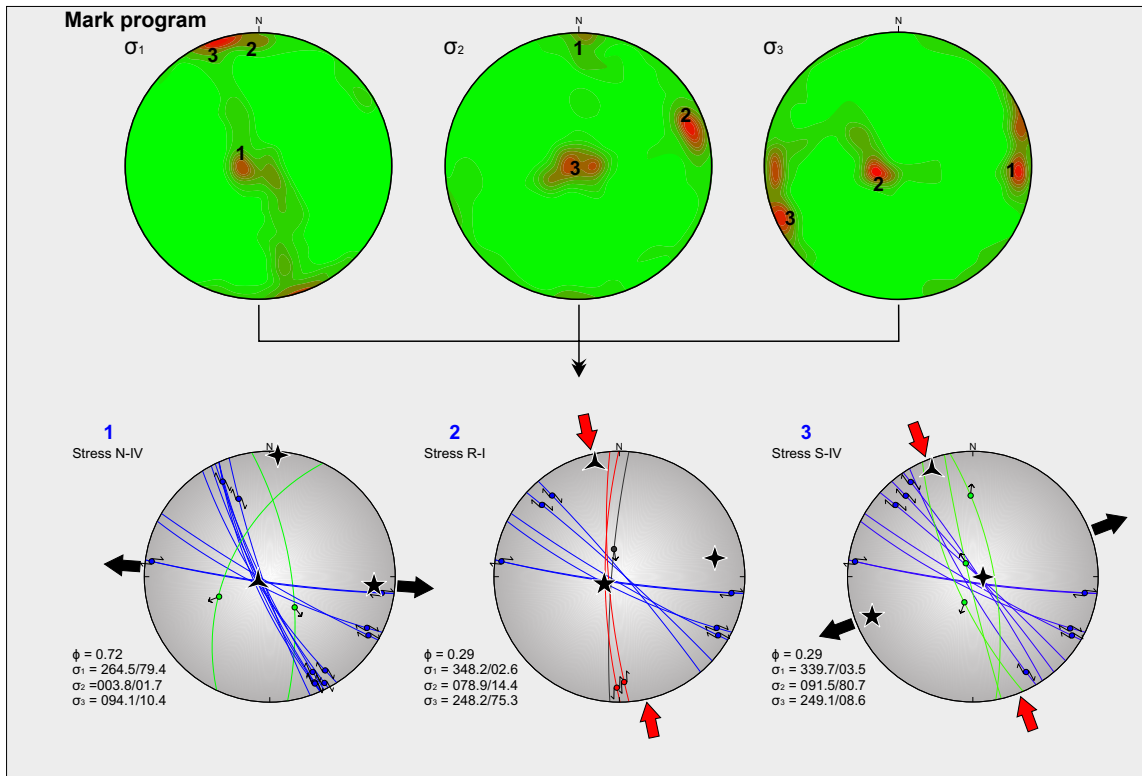 Mark program
σ1
N
3
2
1
σ2
N
1
2
3
σ3
N
1
2
3
1
Stress N-IV
N
ϕ = 0.72
σ1 = 264.5/79.4
σ2 =003.8/01.7
σ3 = 094.1/10.4
2
Stress R-I
N
ϕ = 0.29
σ1 = 348.2/02.6
σ2 = 078.9/14.4
σ3 = 248.2/75.3
3
Stress S-IV
N
ϕ = 0.29
σ1 = 339.7/03.5
σ2 = 091.5/80.7
σ3 = 249.1/08.6